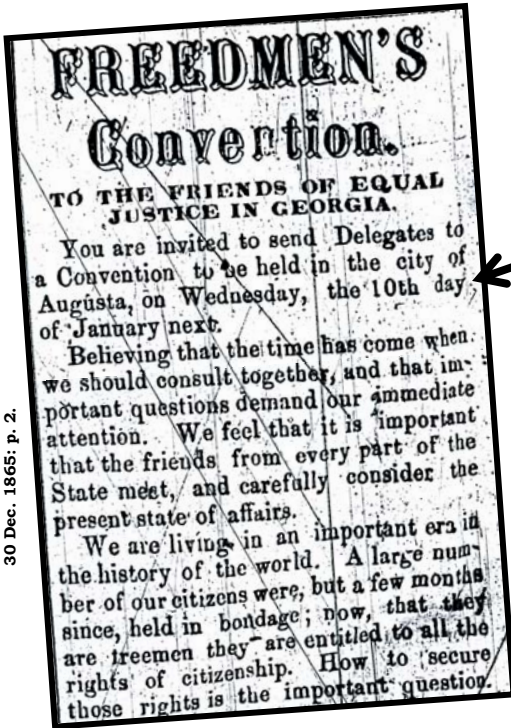 FREEDMEN'S
Convention.
TO THE FRIENDS OF EQUAL
JUSTICE IN GEORGIA.
You are invited to send Delegates to
a Convention to be held in the city of
Augusta, on Wednesday, the 10th day
of January next.
Believing that the time has come when
we should consult together, and that im-
portant questions demand our immediate
attention. We feel that it is important
that the friends from every part of the
State meet, and carefully consider the
present state of affairs.
We are living in an important era in
the history of the world. A large num-
ber of our citizens were, but a few months
since, held in bondage; now, that they
are freemen they are entitled to all the
rights of citizenship. How to secure
those rights is the important question.
30 Dec. 1865: p. 2.